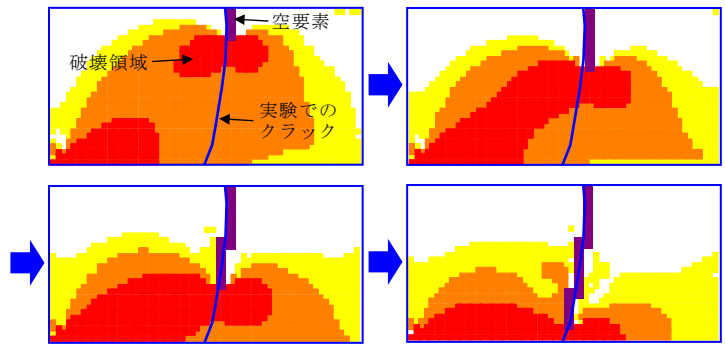 空要素
破壊領域
実験での
クラック